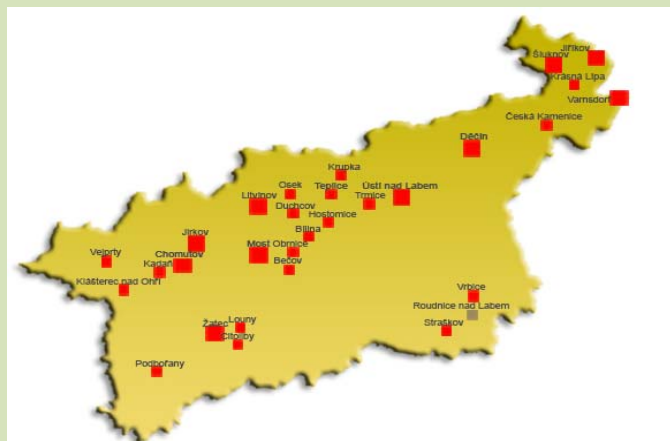 Jiříkov
Šluknov
Krásná Lípa
Varnsdorf
Česká Kamenice
Děčín
Krupka
Osek
Teplice
Ústí nad Labem
Litvínov
Trmice
Duchcov
Hostomice
Bílina
Jirkov
Most Obrnice
Vejprty
Chomutov
Kadaň
Bečov
Klášterec nad Ohří
Vrbice
Roudnice nad Labem
Straškov
Louny
Žatec
Cítoliby
Podbořany